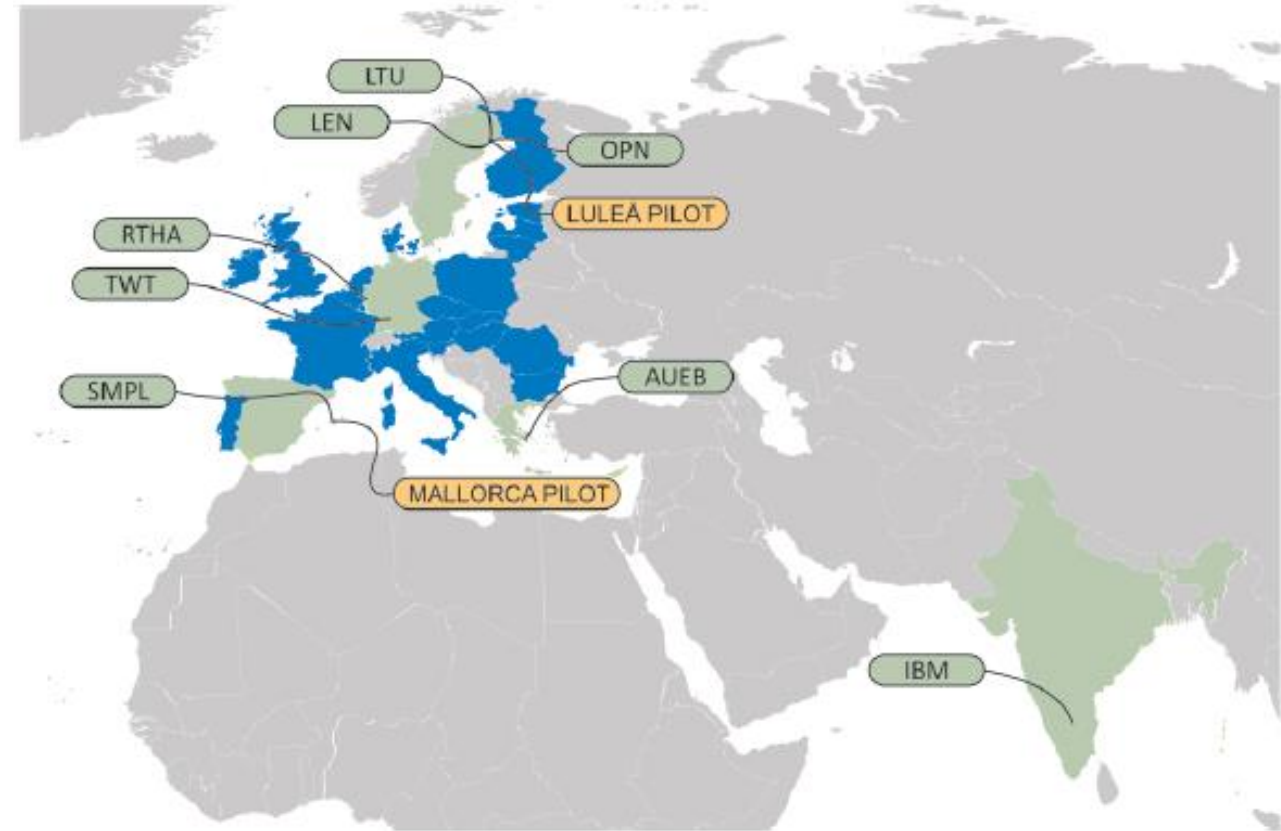 LTU
LEN
OPN
LULEÅ PILOT
RTHA
TWT
SMPL
AUEB
MALLORCA PILOT
IBM